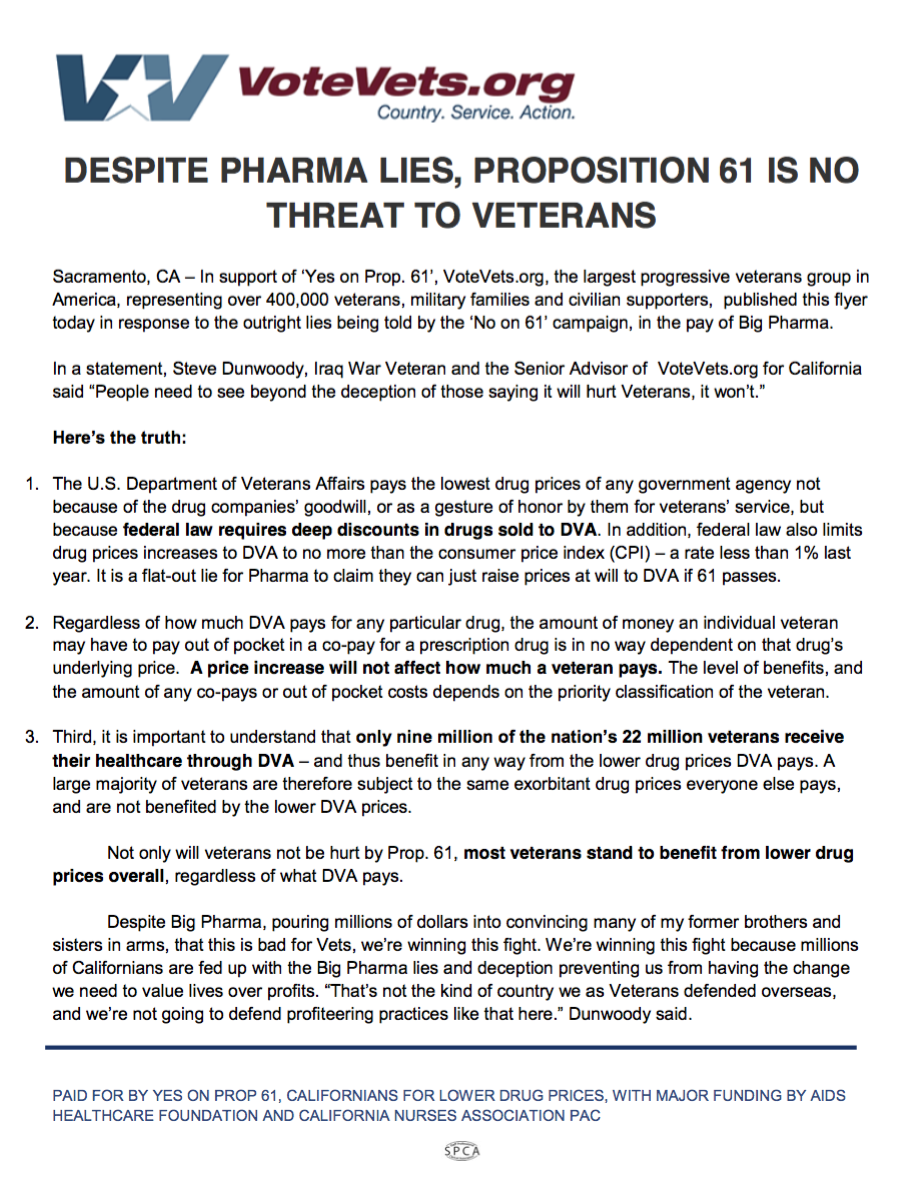 VoteVets.org
Country. Service. Action.
DESPITE PHARMA LIES, PROPOSITION 61 IS NO
THREAT TO VETERANS
Sacramento, CA – In support of ‘Yes on Prop. 61’, VoteVets.org, the largest progressive veterans group in
America, representing over 400,000 veterans, military families and civilian supporters,  published this flyer
today in response to the outright lies being told by the ‘No on 61’ campaign, in the pay of Big Pharma.
In a statement, Steve Dunwoody, Iraq War Veteran and the Senior Advisor of  VoteVets.org for California
said “People need to see beyond the deception of those saying it will hurt Veterans, it won’t.”
Here’s the truth:
1. The U.S. Department of Veterans Affairs pays the lowest drug prices of any government agency not
because of the drug companies’ goodwill, or as a gesture of honor by them for veterans’ service, but
because federal law requires deep discounts in drugs sold to DVA. In addition, federal law also limits
drug prices increases to DVA to no more than the consumer price index (CPI) – a rate less than 1% last
year. It is a flat-out lie for Pharma to claim they can just raise prices at will to DVA if 61 passes.
2. Regardless of how much DVA pays for any particular drug, the amount of money an individual veteran
may have to pay out of pocket in a co-pay for a prescription drug is in no way dependent on that drug’s
underlying price.  A price increase will not affect how much a veteran pays. The level of benefits, and
the amount of any co-pays or out of pocket costs depends on the priority classification of the veteran.
3. Third, it is important to understand that only nine million of the nation’s 22 million veterans receive
their healthcare through DVA – and thus benefit in any way from the lower drug prices DVA pays. A
large majority of veterans are therefore subject to the same exorbitant drug prices everyone else pays,
and are not benefited by the lower DVA prices.
Not only will veterans not be hurt by Prop. 61, most veterans stand to benefit from lower drug
prices overall, regardless of what DVA pays.
Despite Big Pharma, pouring millions of dollars into convincing many of my former brothers and
sisters in arms, that this is bad for Vets, we’re winning this fight. We’re winning this fight because millions
of Californians are fed up with the Big Pharma lies and deception preventing us from having the change
we need to value lives over profits. “That’s not the kind of country we as Veterans defended overseas,
and we’re not going to defend profiteering practices like that here.” Dunwoody said.
PAID FOR BY YES ON PROP 61, CALIFORNIANS FOR LOWER DRUG PRICES, WITH MAJOR FUNDING BY AIDS
HEALTHCARE FOUNDATION AND CALIFORNIA NURSES ASSOCIATION PAC
SPCA